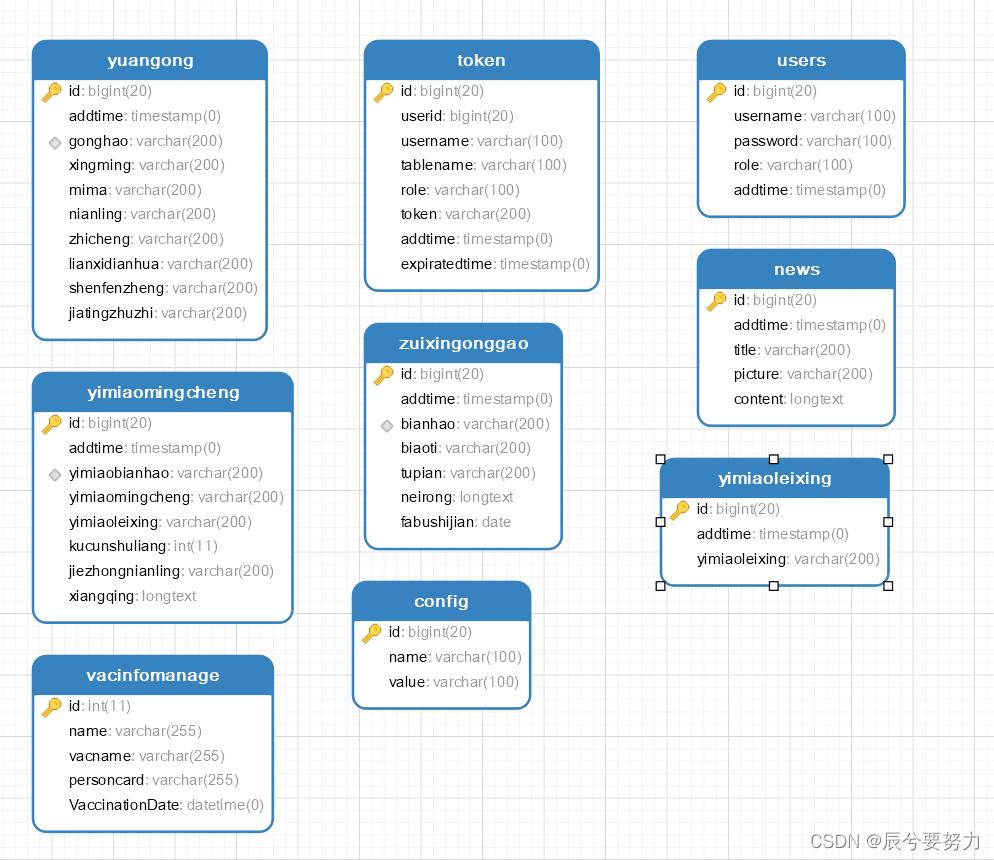 yuangong
id: bigint(20)
addtime: timestamp(0)
gonghao: varchar(200)
xingming: varchar(200)
mima: varchar(200)
nianling: varchar(200)
zhicheng: varchar(200)
lianxidianhua: varchar(200)
shenfenzheng: varchar(200)
jiatingzhuzhi: varchar(200)
token
id: bigint(20)
userid: bigint(20)
username: varchar(100)
tablename: varchar(100)
role: varchar(100)
token: varchar(200)
addtime: timestamp(0)
expiratedtime: timestamp(0)
users
id: bigint(20)
username: varchar(100)
password: varchar(100)
role: varchar(100)
addtime: timestamp(0)
news
id: bigint(20)
addtime: timestamp(0)
title: varchar(200)
picture: varchar(200)
content: longtext
yimiaomingcheng
id: bigint(20)
addtime: timestamp(0)
yimiaobianhao: varchar(200)
yimiaomingcheng: varchar(200)
yimiaoleixing: varchar(200)
kucunshuliang: int(11)
jiezhongnianling: varchar(200)
xiangqing: longtext
zuixingonggao
id: bigint(20)
addtime: timestamp(0)
bianhao: varchar(200)
biaoti: varchar(200)
tupian: varchar(200)
neirong: longtext
fabushijian: date
yimiaoleixing
id: bigint(20)
addtime: timestamp(0)
yimiaoleixing: varchar(200)
config
id: bigint(20)
name: varchar(100)
value: varchar(100)
vacinfomanage
id: int(11)
name: varchar(255)
vacname: varchar(255)
personcard: varchar(255)
VaccinationDate: datetime(0)
CSDN @辰兮要努力